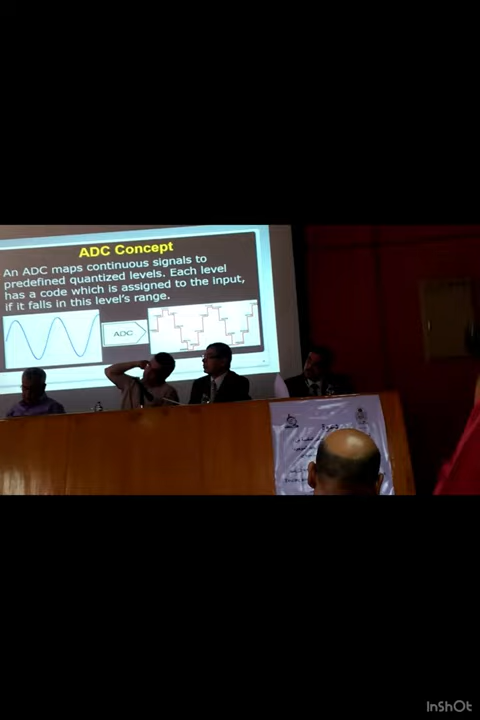 ADC Concept
An ADC maps continuous signals to
predefined quantized levels. Each level
has a code which is assigned to the input,
if it falls in this level's range.
ADC
InShOt